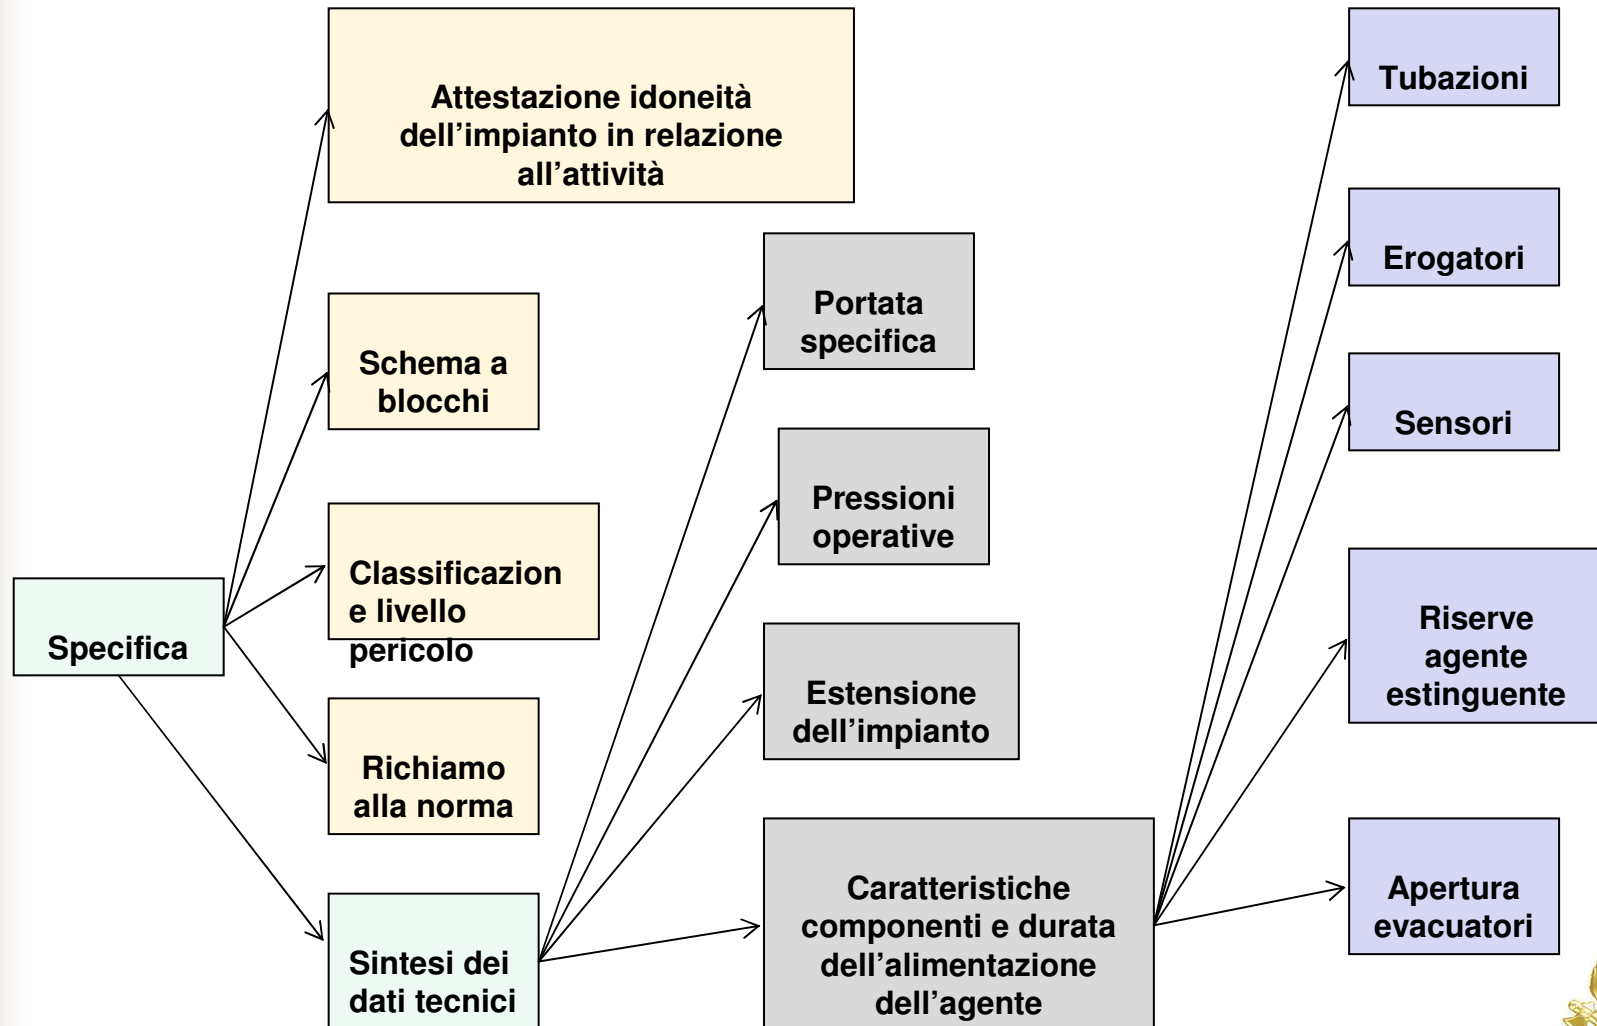 Attestazione idoneità
dell’impianto in relazione
all’attività
Schema a
blocchi
Classificazion
e livello
pericolo
Specifica
Richiamo
alla norma
Sintesi dei
dati tecnici
Portata
specifica
Pressioni
operative
Estensione
dell’impianto
Caratteristiche
componenti e durata
dell’alimentazione
dell’agente
Tubazioni
Erogatori
Sensori
Riserve
agente
estinguente
Apertura
evacuatori